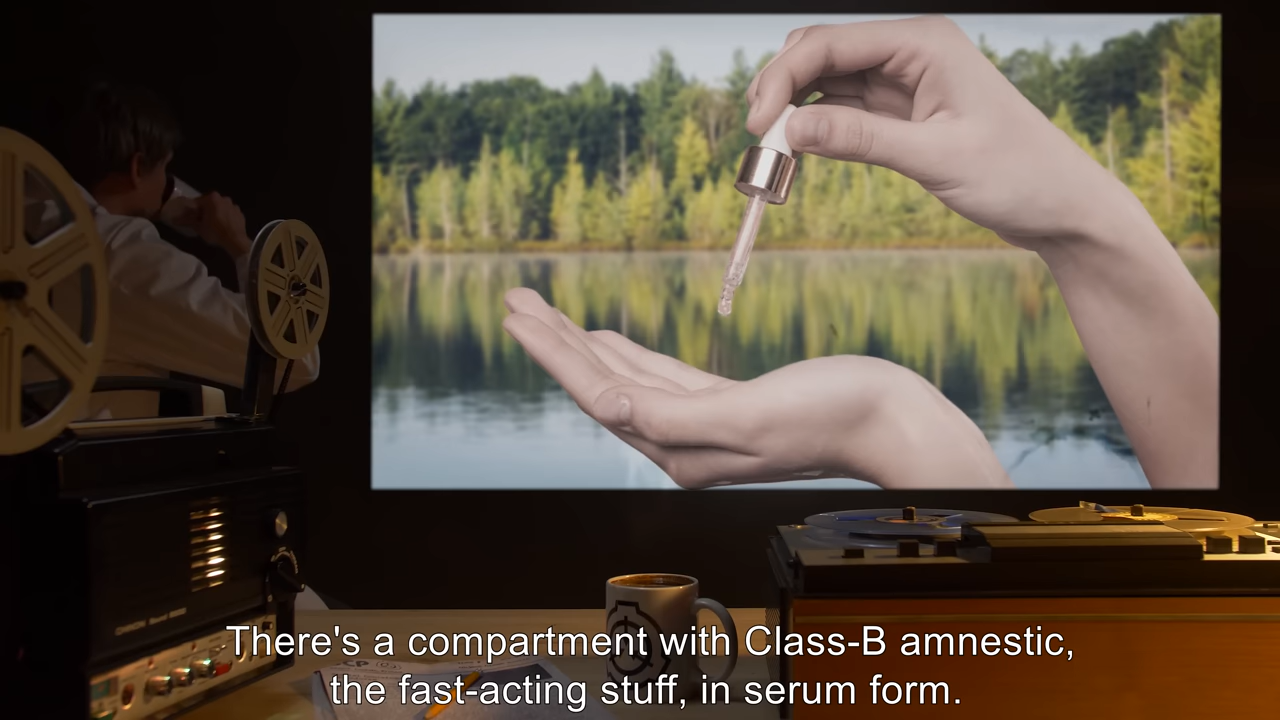 There's a compartment with Class-B amnestic,
the fast-acting stuff, in serum form.